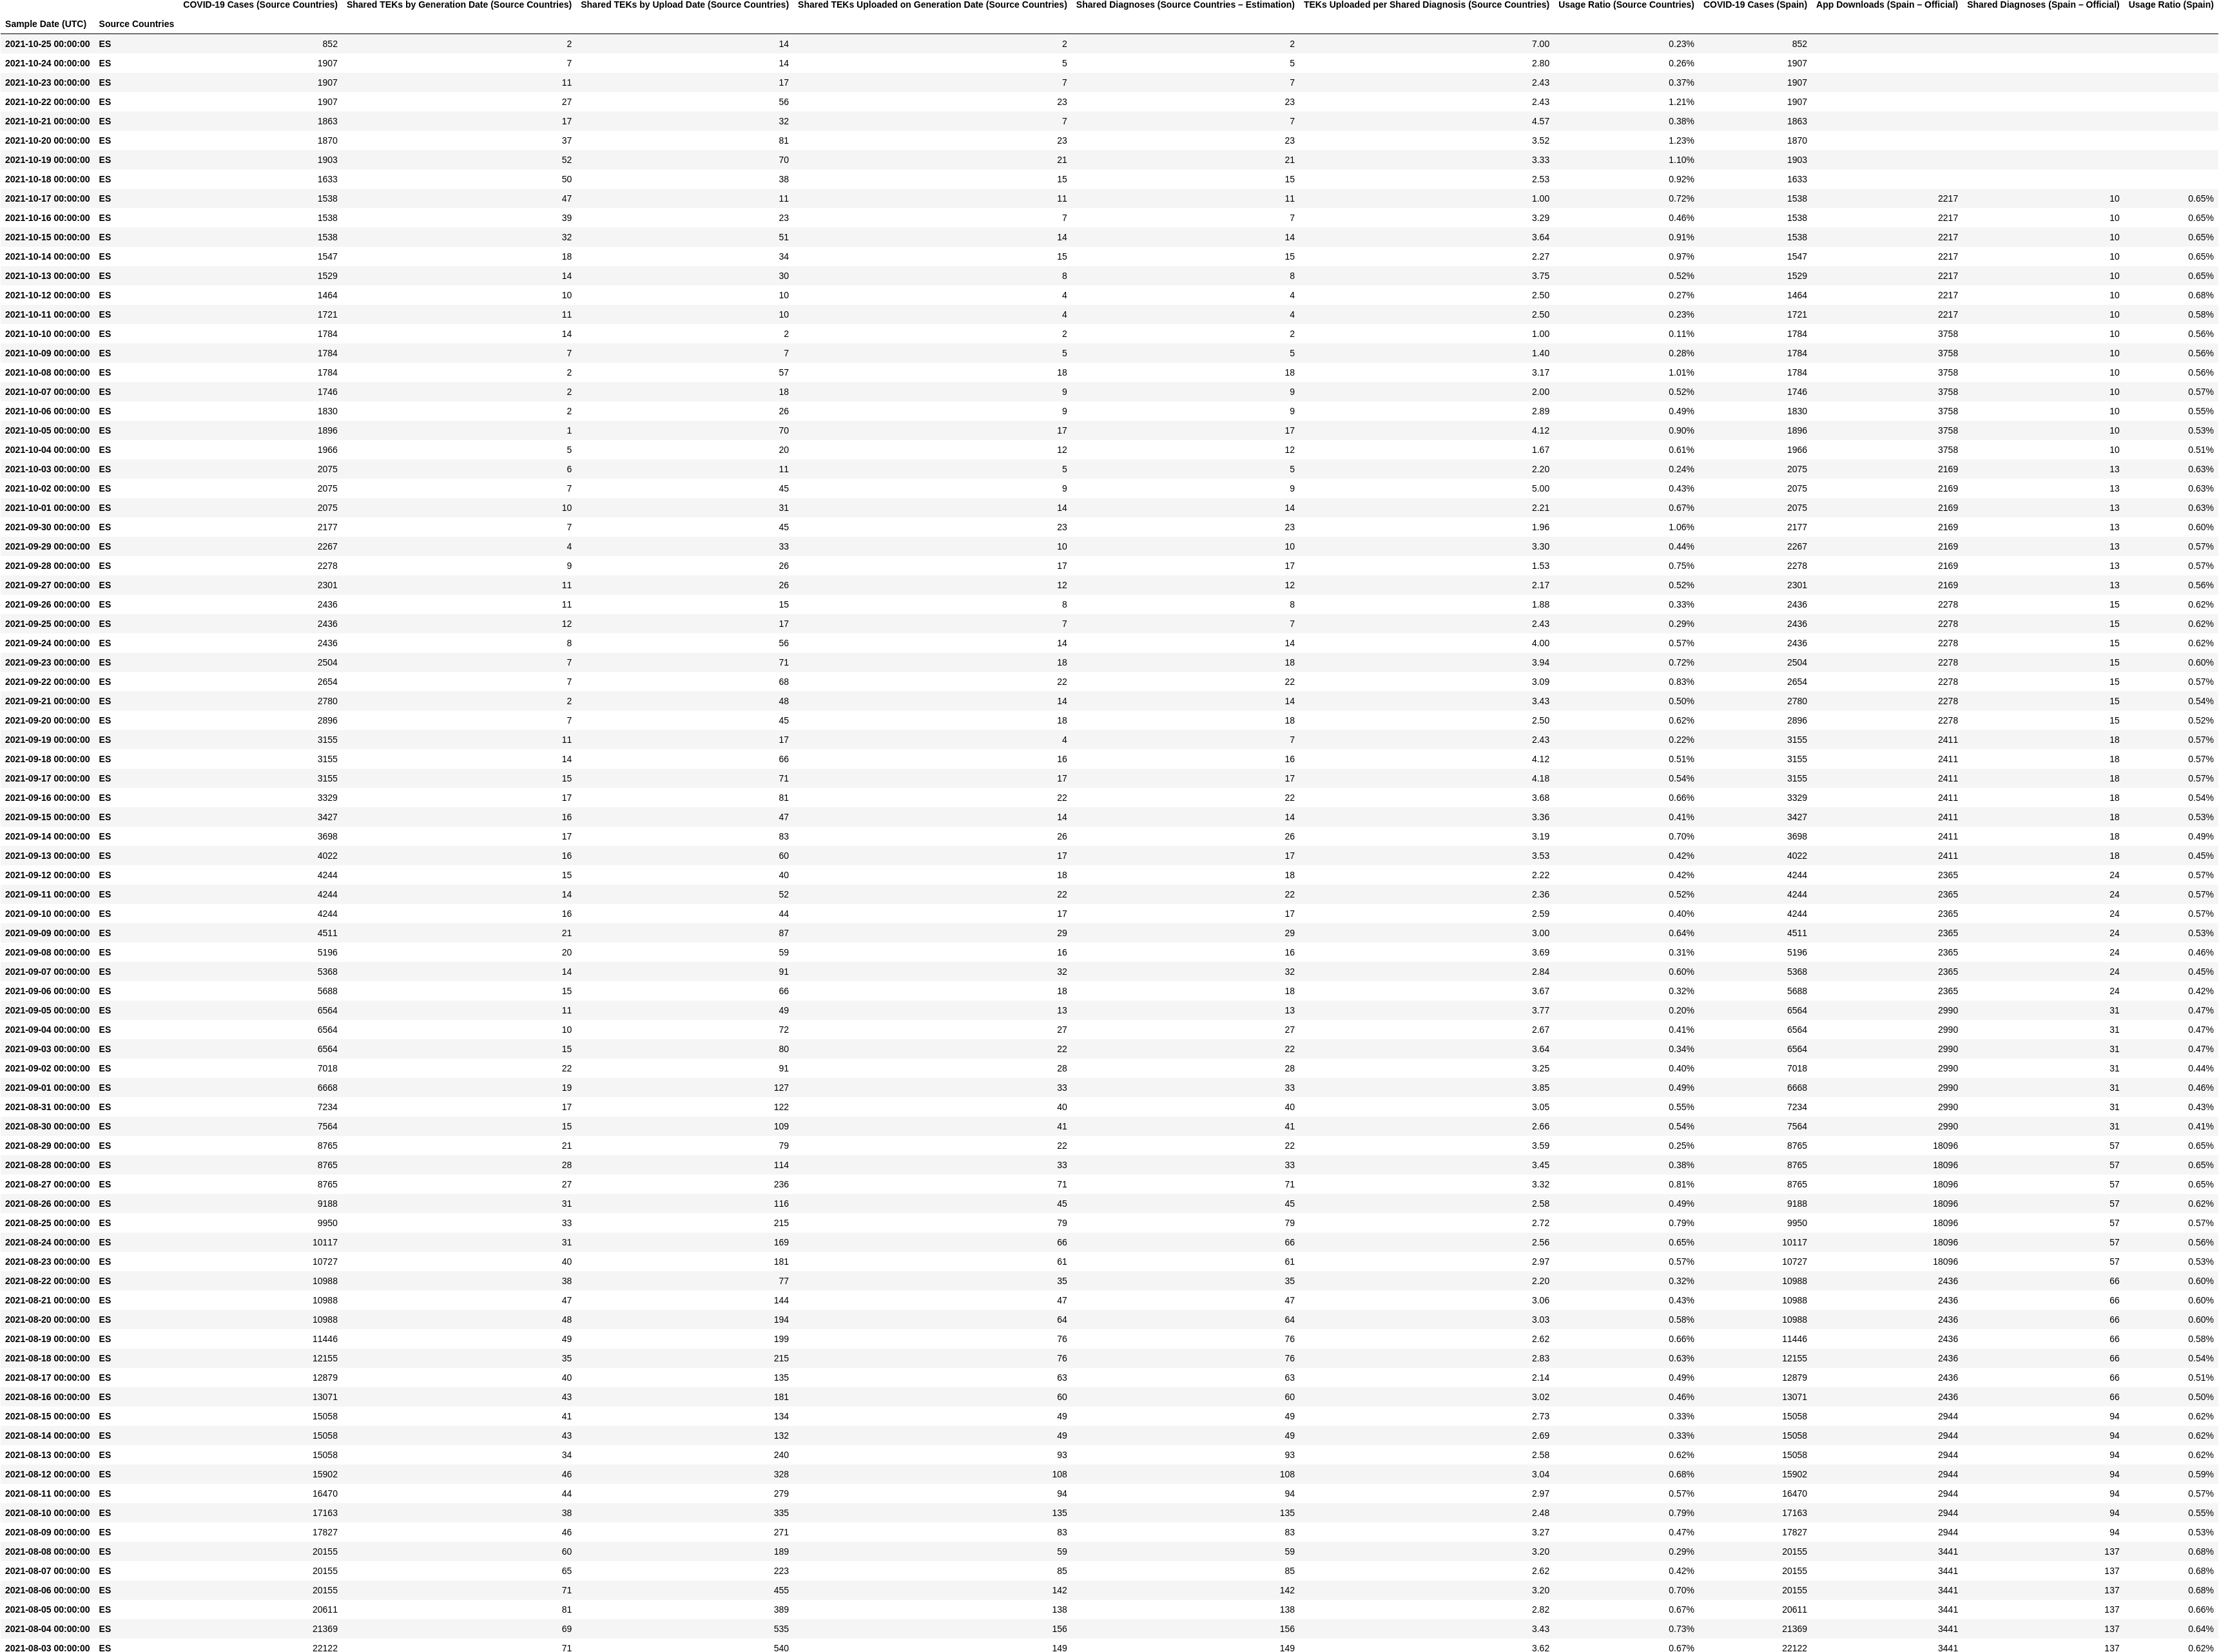 COVID-19 Cases (Source Countries) Shared TEKs by Generation Date (Source Countries) Shared TEKs by Upload Date (Source Countries) Shared TEKs Uploaded on Generation Date (Source Countries) Shared Diagnoses (Source Countries – Estimation) TEKs Uploaded per Shared Diagnosis (Source Countries) Usage Ratio (Source Countries) COVID-19 Cases (Spain) App Downloads (Spain – Official) Shared Diagnoses (Spain – Official) Usage Ratio (Spain)
Sample Date (UTC) Source Countries
2021-10-25 00:00:00 ES 852 2 14 2 2 7.00 0.23% 852
2021-10-24 00:00:00 ES 1907 7 14 5 5 2.80 0.26% 1907
2021-10-23 00:00:00 ES 1907 11 17 7 7 2.43 0.37% 1907
2021-10-22 00:00:00 ES 1907 27 56 23 23 2.43 1.21% 1907
2021-10-21 00:00:00 ES 1863 17 32 7 7 4.57 0.38% 1863
2021-10-20 00:00:00 ES 1870 37 81 23 23 3.52 1.23% 1870
2021-10-19 00:00:00 ES 1903 52 70 21 21 3.33 1.10% 1903
2021-10-18 00:00:00 ES 1633 50 38 15 15 2.53 0.92% 1633
2021-10-17 00:00:00 ES 1538 47 11 11 11 1.00 0.72% 1538 2217 10 0.65%
2021-10-16 00:00:00 ES 1538 39 23 7 7 3.29 0.46% 1538 2217 10 0.65%
2021-10-15 00:00:00 ES 1538 32 51 14 14 3.64 0.91% 1538 2217 10 0.65%
2021-10-14 00:00:00 ES 1547 18 34 15 15 2.27 0.97% 1547 2217 10 0.65%
2021-10-13 00:00:00 ES 1529 14 30 8 8 3.75 0.52% 1529 2217 10 0.65%
2021-10-12 00:00:00 ES 1464 10 10 4 4 2.50 0.27% 1464 2217 10 0.68%
2021-10-11 00:00:00 ES 1721 11 10 4 4 2.50 0.23% 1721 2217 10 0.58%
2021-10-10 00:00:00 ES 1784 14 2 2 2 1.00 0.11% 1784 3758 10 0.56%
2021-10-09 00:00:00 ES 1784 7 7 5 5 1.40 0.28% 1784 3758 10 0.56%
2021-10-08 00:00:00 ES 1784 2 57 18 18 3.17 1.01% 1784 3758 10 0.56%
2021-10-07 00:00:00 ES 1746 2 18 9 9 2.00 0.52% 1746 3758 10 0.57%
2021-10-06 00:00:00 ES 1830 2 26 9 9 2.89 0.49% 1830 3758 10 0.55%
2021-10-05 00:00:00 ES 1896 1 70 17 17 4.12 0.90% 1896 3758 10 0.53%
2021-10-04 00:00:00 ES 1966 5 20 12 12 1.67 0.61% 1966 3758 10 0.51%
2021-10-03 00:00:00 ES 2075 6 11 5 5 2.20 0.24% 2075 2169 13 0.63%
2021-10-02 00:00:00 ES 2075 7 45 9 9 5.00 0.43% 2075 2169 13 0.63%
2021-10-01 00:00:00 ES 2075 10 31 14 14 2.21 0.67% 2075 2169 13 0.63%
2021-09-30 00:00:00 ES 2177 7 45 23 23 1.96 1.06% 2177 2169 13 0.60%
2021-09-29 00:00:00 ES 2267 4 33 10 10 3.30 0.44% 2267 2169 13 0.57%
2021-09-28 00:00:00 ES 2278 9 26 17 17 1.53 0.75% 2278 2169 13 0.57%
2021-09-27 00:00:00 ES 2301 11 26 12 12 2.17 0.52% 2301 2169 13 0.56%
2021-09-26 00:00:00 ES 2436 11 15 8 8 1.88 0.33% 2436 2278 15 0.62%
2021-09-25 00:00:00 ES 2436 12 17 7 7 2.43 0.29% 2436 2278 15 0.62%
2021-09-24 00:00:00 ES 2436 8 56 14 14 4.00 0.57% 2436 2278 15 0.62%
2021-09-23 00:00:00 ES 2504 7 71 18 18 3.94 0.72% 2504 2278 15 0.60%
2021-09-22 00:00:00 ES 2654 7 68 22 22 3.09 0.83% 2654 2278 15 0.57%
2021-09-21 00:00:00 ES 2780 2 48 14 14 3.43 0.50% 2780 2278 15 0.54%
2021-09-20 00:00:00 ES 2896 7 45 18 18 2.50 0.62% 2896 2278 15 0.52%
2021-09-19 00:00:00 ES 3155 11 17 4 7 2.43 0.22% 3155 2411 18 0.57%
2021-09-18 00:00:00 ES 3155 14 66 16 16 4.12 0.51% 3155 2411 18 0.57%
2021-09-17 00:00:00 ES 3155 15 71 17 17 4.18 0.54% 3155 2411 18 0.57%
2021-09-16 00:00:00 ES 3329 17 81 22 22 3.68 0.66% 3329 2411 18 0.54%
2021-09-15 00:00:00 ES 3427 16 47 14 14 3.36 0.41% 3427 2411 18 0.53%
2021-09-14 00:00:00 ES 3698 17 83 26 26 3.19 0.70% 3698 2411 18 0.49%
2021-09-13 00:00:00 ES 4022 16 60 17 17 3.53 0.42% 4022 2411 18 0.45%
2021-09-12 00:00:00 ES 4244 15 40 18 18 2.22 0.42% 4244 2365 24 0.57%
2021-09-11 00:00:00 ES 4244 14 52 22 22 2.36 0.52% 4244 2365 24 0.57%
2021-09-10 00:00:00 ES 4244 16 44 17 17 2.59 0.40% 4244 2365 24 0.57%
2021-09-09 00:00:00 ES 4511 21 87 29 29 3.00 0.64% 4511 2365 24 0.53%
2021-09-08 00:00:00 ES 5196 20 59 16 16 3.69 0.31% 5196 2365 24 0.46%
2021-09-07 00:00:00 ES 5368 14 91 32 32 2.84 0.60% 5368 2365 24 0.45%
2021-09-06 00:00:00 ES 5688 15 66 18 18 3.67 0.32% 5688 2365 24 0.42%
2021-09-05 00:00:00 ES 6564 11 49 13 13 3.77 0.20% 6564 2990 31 0.47%
2021-09-04 00:00:00 ES 6564 10 72 27 27 2.67 0.41% 6564 2990 31 0.47%
2021-09-03 00:00:00 ES 6564 15 80 22 22 3.64 0.34% 6564 2990 31 0.47%
2021-09-02 00:00:00 ES 7018 22 91 28 28 3.25 0.40% 7018 2990 31 0.44%
2021-09-01 00:00:00 ES 6668 19 127 33 33 3.85 0.49% 6668 2990 31 0.46%
2021-08-31 00:00:00 ES 7234 17 122 40 40 3.05 0.55% 7234 2990 31 0.43%
2021-08-30 00:00:00 ES 7564 15 109 41 41 2.66 0.54% 7564 2990 31 0.41%
2021-08-29 00:00:00 ES 8765 21 79 22 22 3.59 0.25% 8765 18096 57 0.65%
2021-08-28 00:00:00 ES 8765 28 114 33 33 3.45 0.38% 8765 18096 57 0.65%
2021-08-27 00:00:00 ES 8765 27 236 71 71 3.32 0.81% 8765 18096 57 0.65%
2021-08-26 00:00:00 ES 9188 31 116 45 45 2.58 0.49% 9188 18096 57 0.62%
2021-08-25 00:00:00 ES 9950 33 215 79 79 2.72 0.79% 9950 18096 57 0.57%
2021-08-24 00:00:00 ES 10117 31 169 66 66 2.56 0.65% 10117 18096 57 0.56%
2021-08-23 00:00:00 ES 10727 40 181 61 61 2.97 0.57% 10727 18096 57 0.53%
2021-08-22 00:00:00 ES 10988 38 77 35 35 2.20 0.32% 10988 2436 66 0.60%
2021-08-21 00:00:00 ES 10988 47 144 47 47 3.06 0.43% 10988 2436 66 0.60%
2021-08-20 00:00:00 ES 10988 48 194 64 64 3.03 0.58% 10988 2436 66 0.60%
2021-08-19 00:00:00 ES 11446 49 199 76 76 2.62 0.66% 11446 2436 66 0.58%
2021-08-18 00:00:00 ES 12155 35 215 76 76 2.83 0.63% 12155 2436 66 0.54%
2021-08-17 00:00:00 ES 12879 40 135 63 63 2.14 0.49% 12879 2436 66 0.51%
2021-08-16 00:00:00 ES 13071 43 181 60 60 3.02 0.46% 13071 2436 66 0.50%
2021-08-15 00:00:00 ES 15058 41 134 49 49 2.73 0.33% 15058 2944 94 0.62%
2021-08-14 00:00:00 ES 15058 43 132 49 49 2.69 0.33% 15058 2944 94 0.62%
2021-08-13 00:00:00 ES 15058 34 240 93 93 2.58 0.62% 15058 2944 94 0.62%
2021-08-12 00:00:00 ES 15902 46 328 108 108 3.04 0.68% 15902 2944 94 0.59%
2021-08-11 00:00:00 ES 16470 44 279 94 94 2.97 0.57% 16470 2944 94 0.57%
2021-08-10 00:00:00 ES 17163 38 335 135 135 2.48 0.79% 17163 2944 94 0.55%
2021-08-09 00:00:00 ES 17827 46 271 83 83 3.27 0.47% 17827 2944 94 0.53%
2021-08-08 00:00:00 ES 20155 60 189 59 59 3.20 0.29% 20155 3441 137 0.68%
2021-08-07 00:00:00 ES 20155 65 223 85 85 2.62 0.42% 20155 3441 137 0.68%
2021-08-06 00:00:00 ES 20155 71 455 142 142 3.20 0.70% 20155 3441 137 0.68%
2021-08-05 00:00:00 ES 20611 81 389 138 138 2.82 0.67% 20611 3441 137 0.66%
2021-08-04 00:00:00 ES 21369 69 535 156 156 3.43 0.73% 21369 3441 137 0.64%
2021-08-03 00:00:00 ES 22122 71 540 149 149 3.62 0.67% 22122 3441 137 0.62%